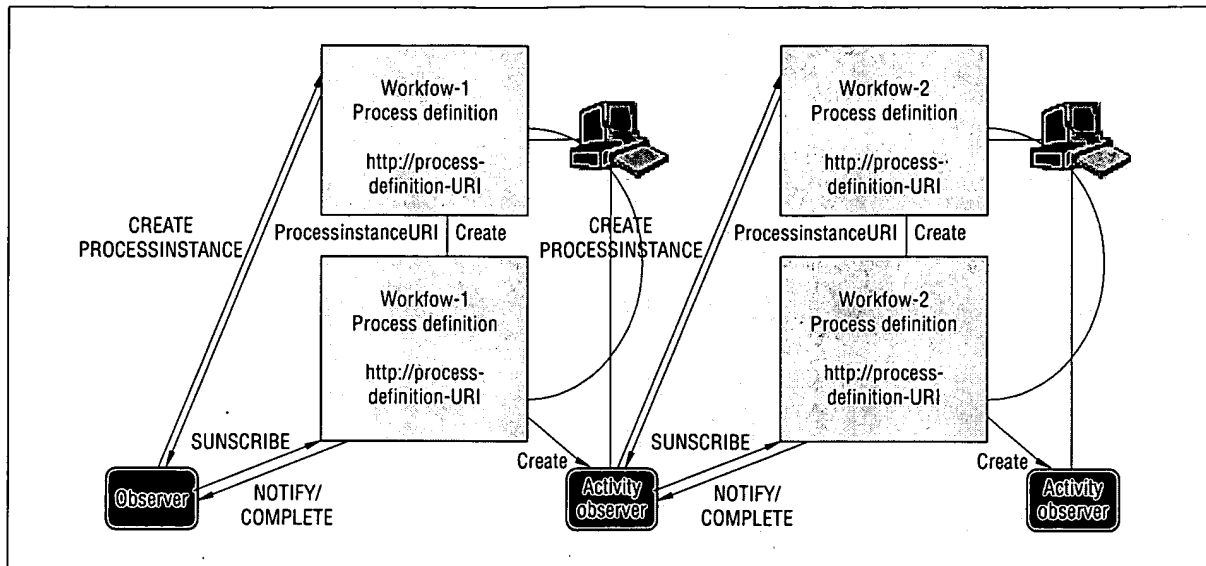 Workfow-1
Process definition
http://process-
definition-URI
Workfow-2
Process definition
http://process-
definition-URI
CREATE
PROCESSINSTANCE
ProcessinstanceURI
Create
CREATE
PROCESSINSTANCE
ProcessinstanceURI
Create
Workfow-1
Process definition
http://process-
definition-URI
Workfow-2
Process definition
http://process-
definition-URI
SUNSCRIBE
Create
SUNSCRIBE
Create
Observer
NOTIFY/
COMPLETE
Activity
observer
NOTIFY/
COMPLETE
Activity
observer